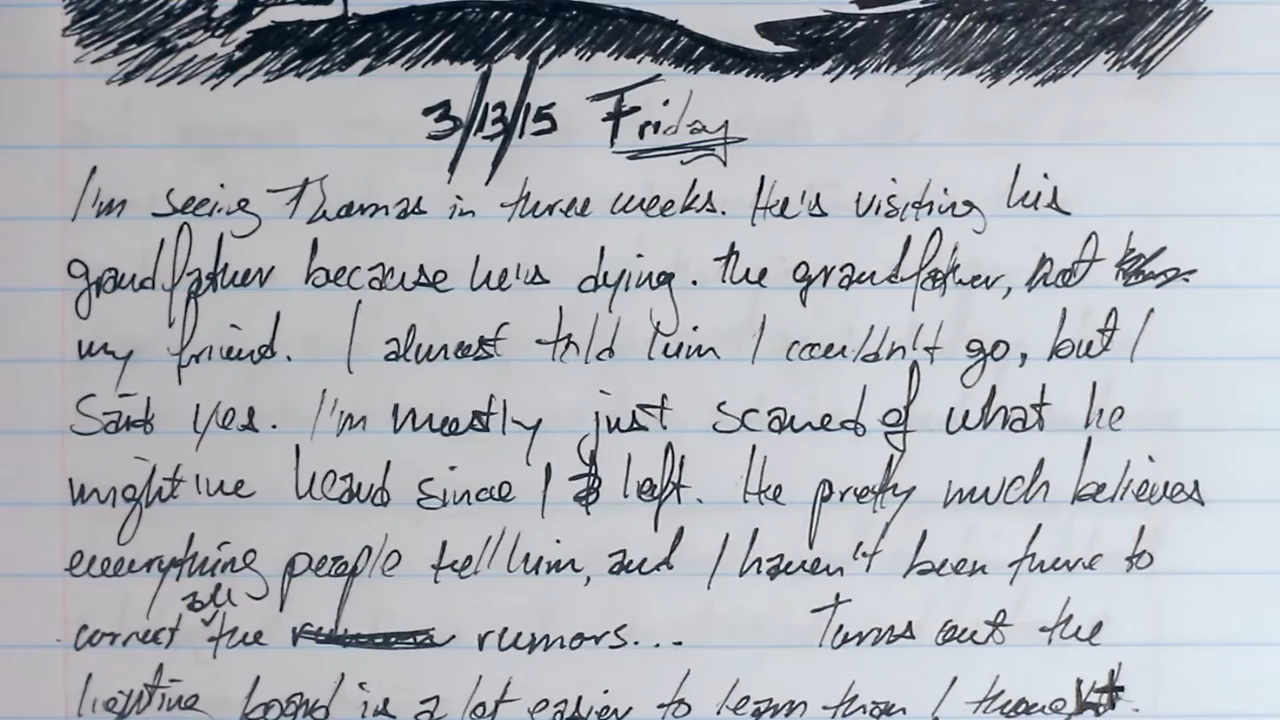 3/13/15 Friday
I'm seeing Thomas in three weeks. He's visiting his
grandfather because he's dying. The grandfather, not
my friend. I almost told him I couldn't go, but I
said yes. I'm mostly just scared of what he
might've heard since I left. He pretty much believes
everything people tell him, and I haven't been there to
all
correct the rumors... Turns out the
lighting board is a lot easier to learn than I thought.